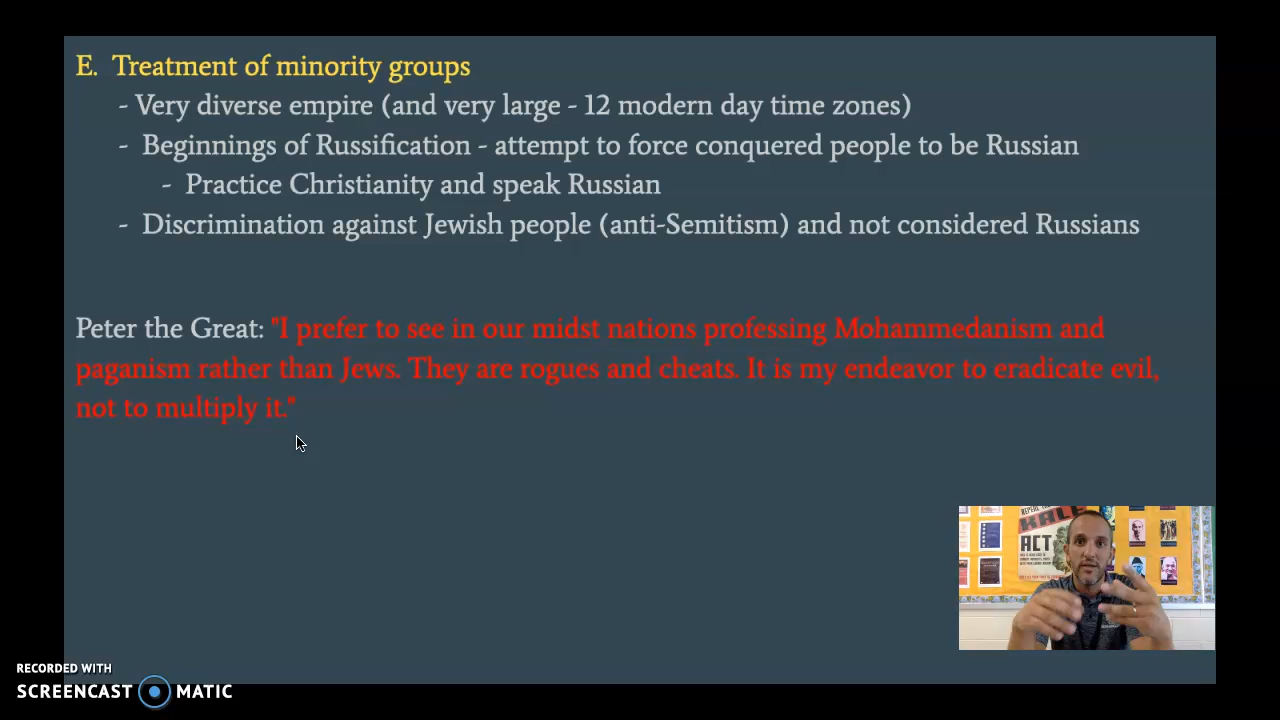 E. Treatment of minority groups
- Very diverse empire (and very large - 12 modern day time zones)
- Beginnings of Russification - attempt to force conquered people to be Russian
- Practice Christianity and speak Russian
- Discrimination against Jewish people (anti-Semitism) and not considered Russians
Peter the Great: "I prefer to see in our midst nations professing Mohammedanism and
paganism rather than Jews. They are rogues and cheats. It is my endeavor to eradicate evil,
not to multiply it."
KALE
ACT
RECORDED WITH
SCREENCAST MATIC